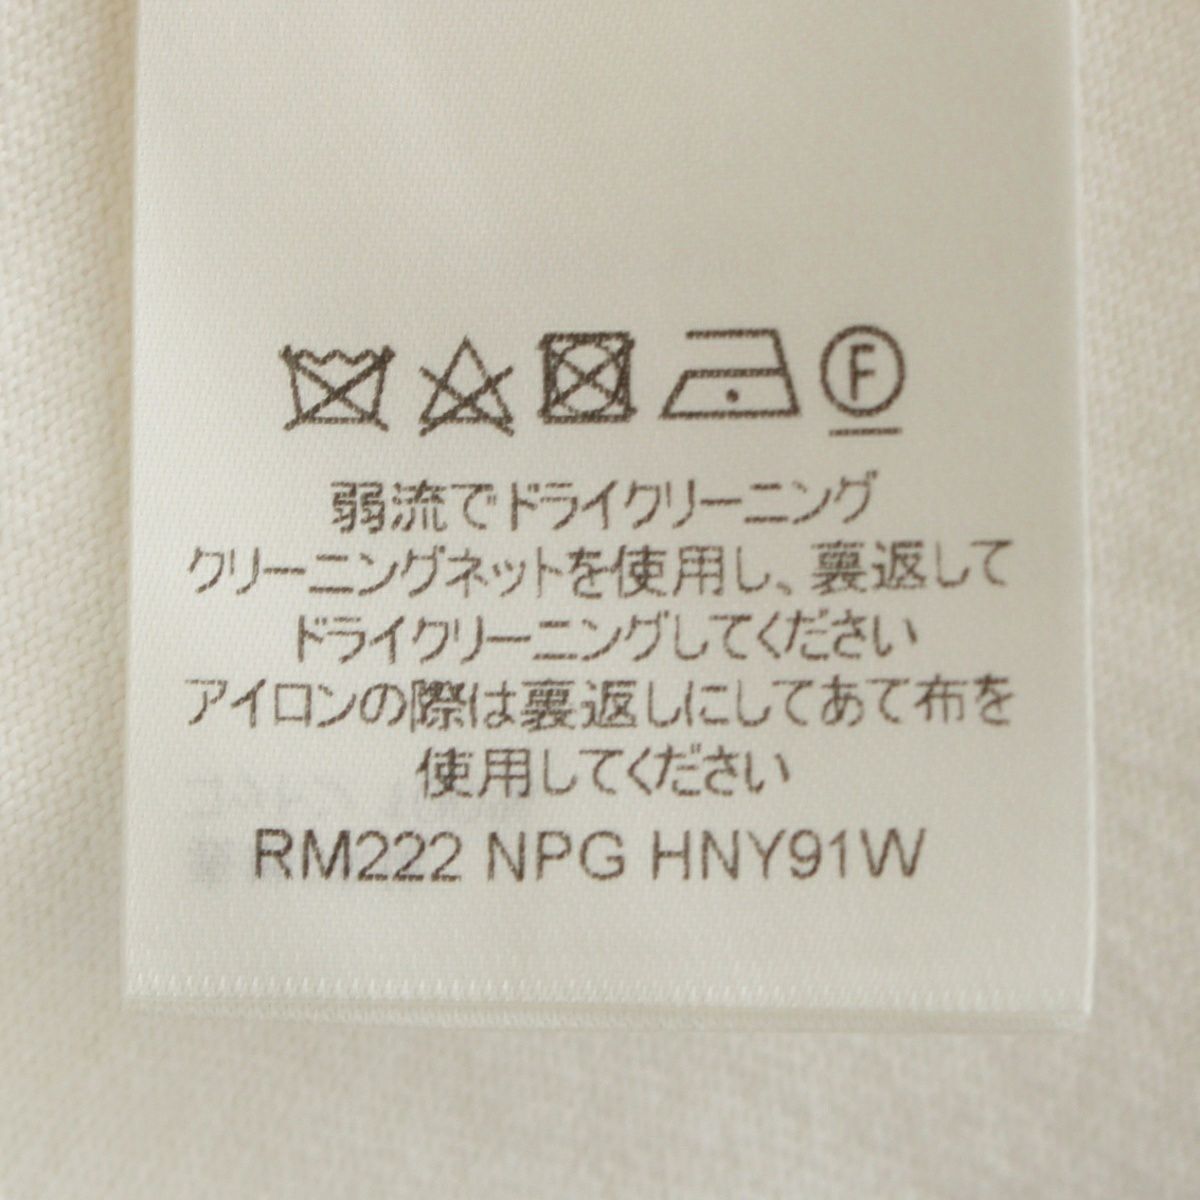 F
弱流でドライクリーニング
クリーニングネットを使用し、裏返して
ドライクリーニングしてください
アイロンの際は裏返しにしてあて布を
使用してください
RM222 NPG HNY91W